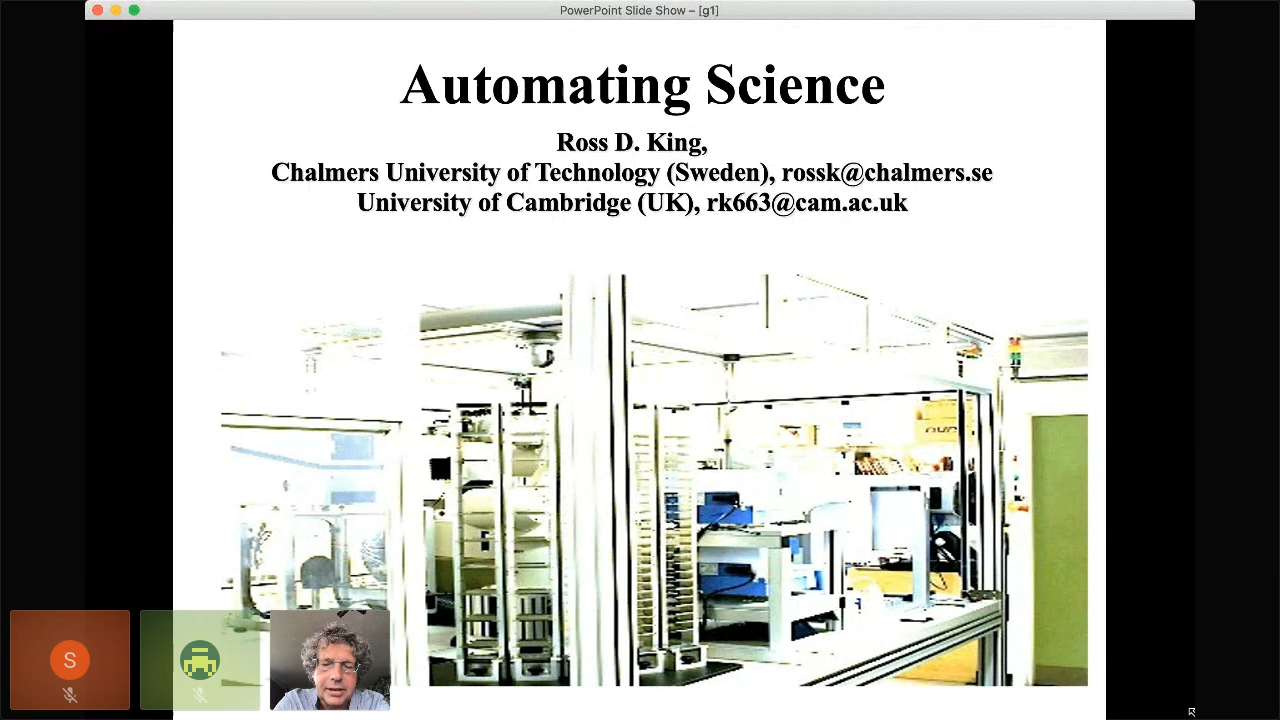 PowerPoint Slide Show – [g1]
Automating Science
Ross D. King,
Chalmers University of Technology (Sweden), rossk@chalmers.se
University of Cambridge (UK), rk663@cam.ac.uk
S